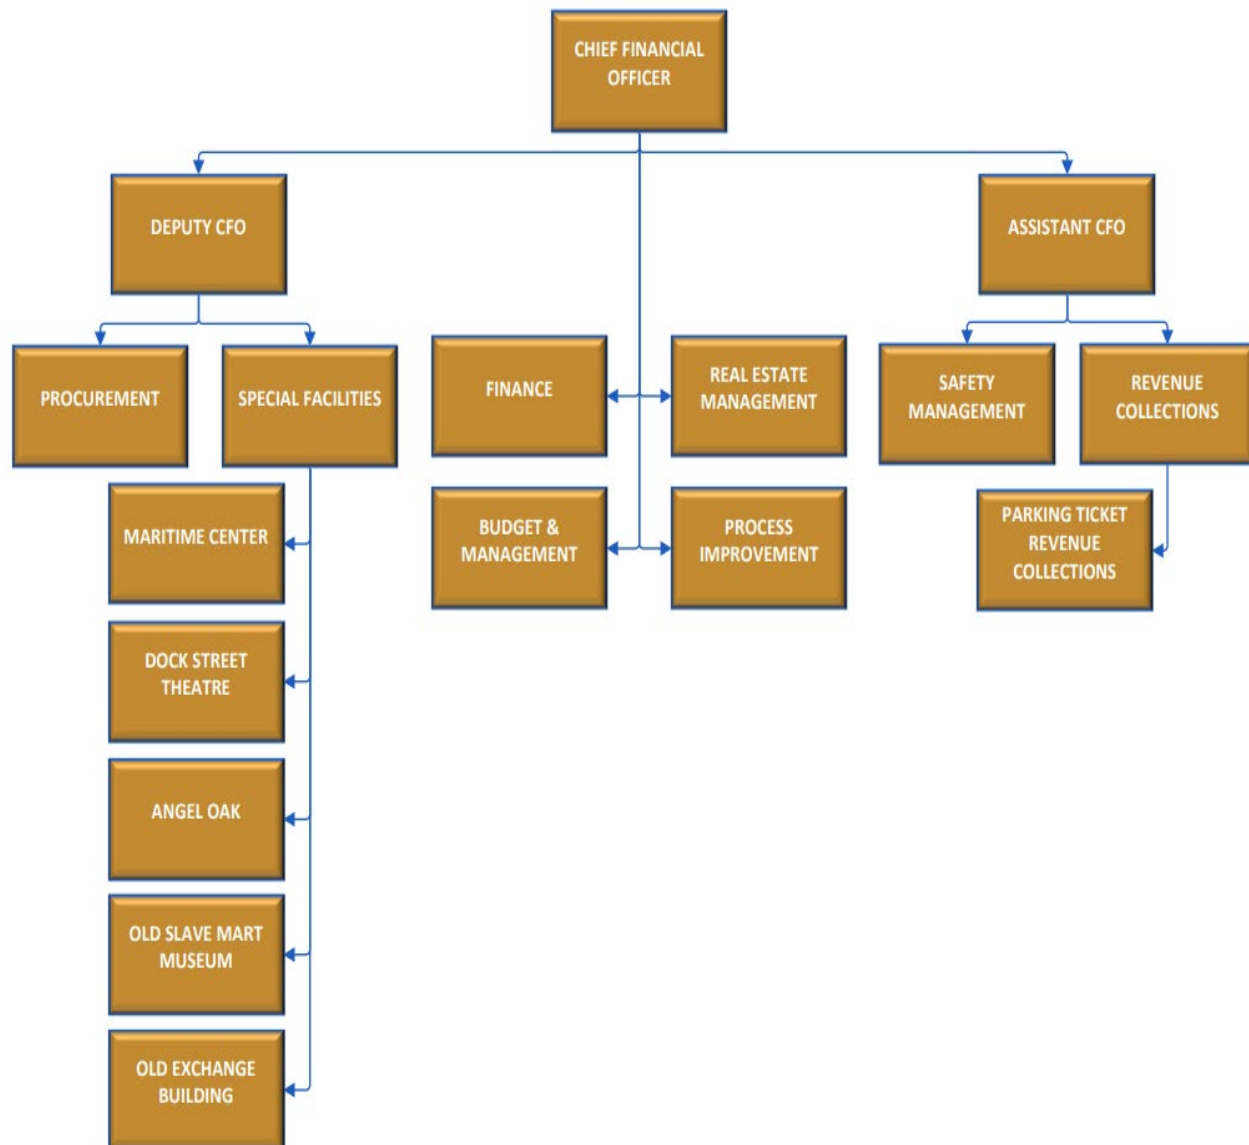 CHIEF FINANCIAL
OFFICER
DEPUTY CFO
ASSISTANT CFO
PROCUREMENT
SPECIAL FACILITIES
FINANCE
REAL ESTATE
MANAGEMENT
SAFETY
MANAGEMENT
REVENUE
COLLECTIONS
MARITIME CENTER
BUDGET &
MANAGEMENT
PROCESS
IMPROVEMENT
PARKING TICKET
REVENUE
COLLECTIONS
DOCK STREET
THEATRE
ANGEL OAK
OLD SLAVE MART
MUSEUM
OLD EXCHANGE
BUILDING